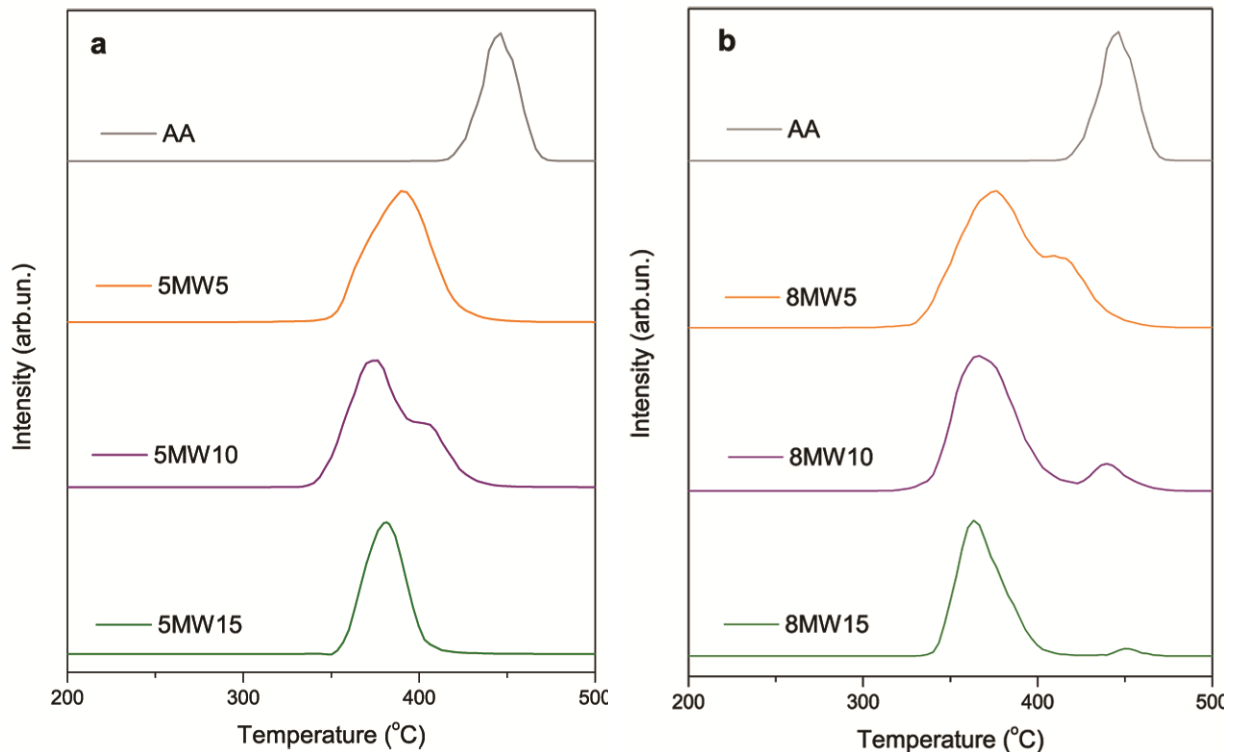 a
AA
5MW5
5MW10
5MW15
Intensity (arb.un.)
200 300 400 500
Temperature (°C)
b
AA
8MW5
8MW10
8MW15
Intensity (arb.un.)
200 300 400 500
Temperature (°C)